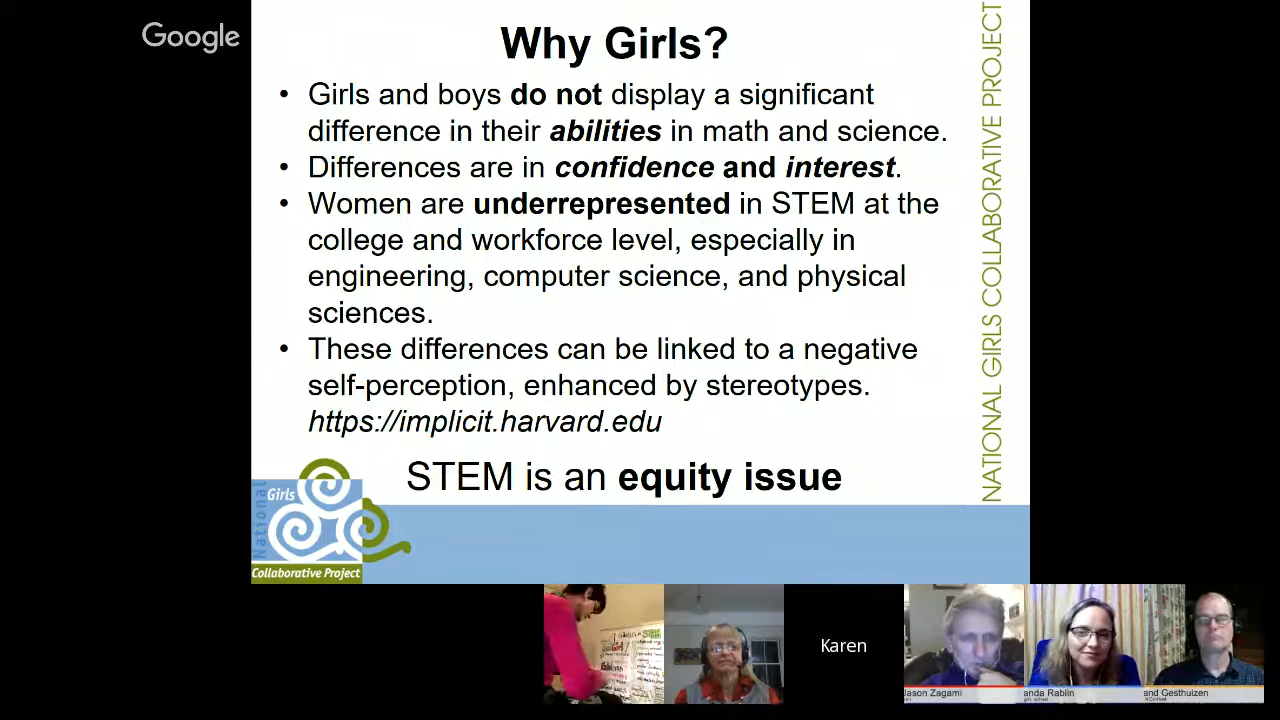 Google
Why Girls?
• Girls and boys do not display a significant
difference in their abilities in math and science.
• Differences are in confidence and interest.
• Women are underrepresented in STEM at the
college and workforce level, especially in
engineering, computer science, and physical
sciences.
• These differences can be linked to a negative
self-perception, enhanced by stereotypes.
https://implicit.harvard.edu
STEM is an equity issue
NATIONAL GIRLS COLLABORATIVE PROJECT
National
Girls
Collaborative Project
Karen
Jason Zagami
anda Rablin
and Gesthuizen